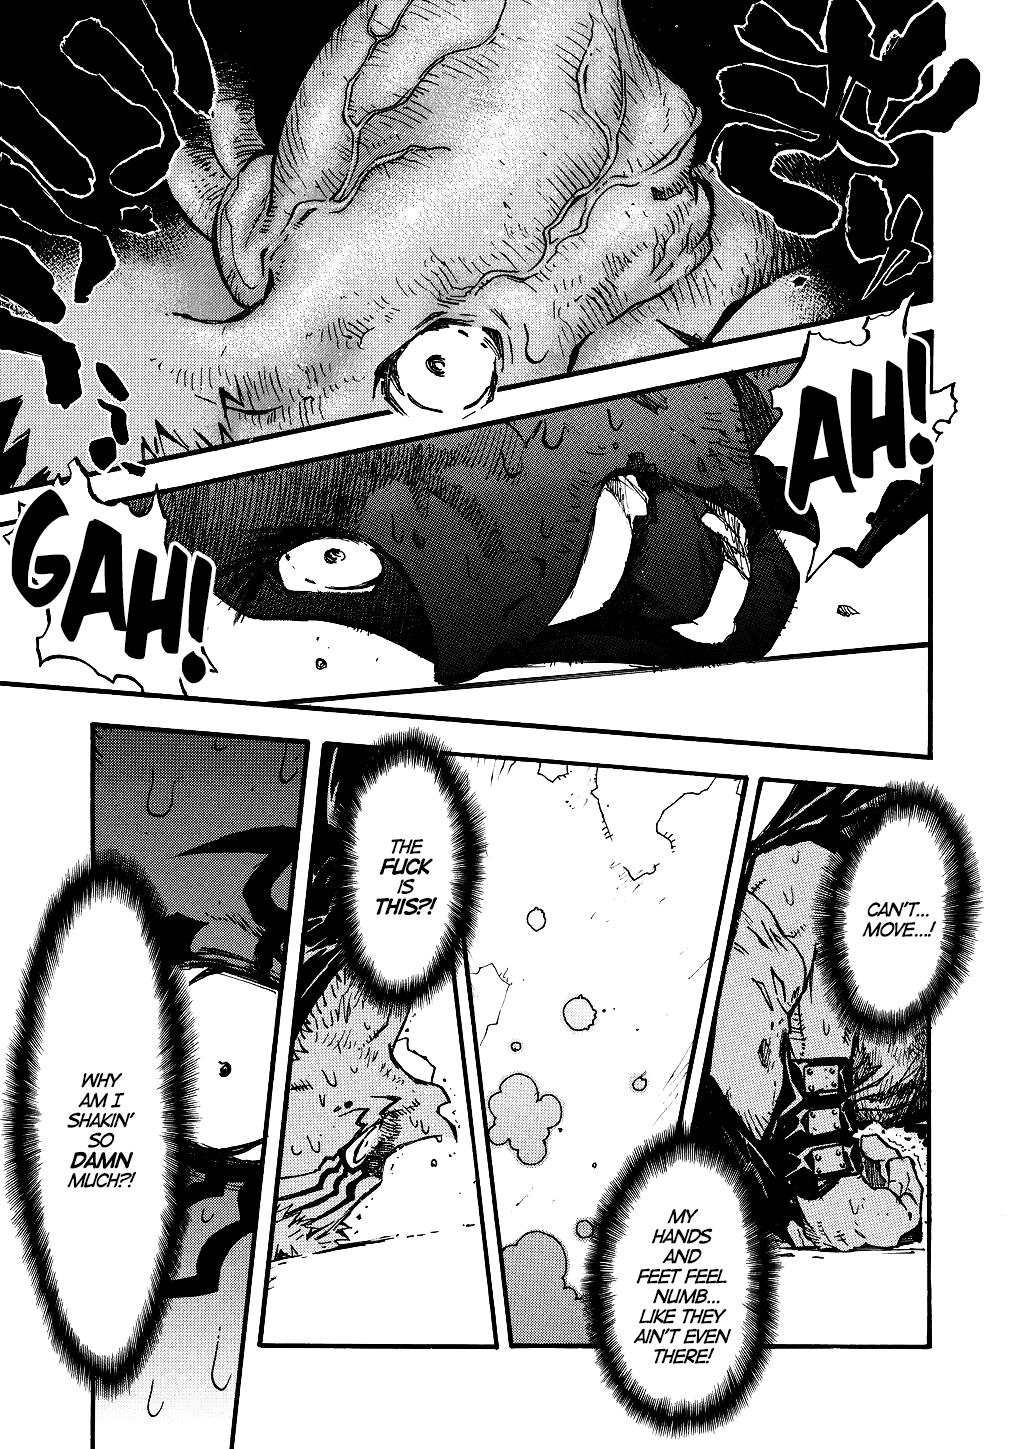 AH!
GAH!
CAN'T...
MOVE...!
MY
HANDS
AND
FEET FEEL
NUMB...
LIKE THEY
AIN'T EVEN
THERE!
THE
FUCK
IS
THIS?!
WHY
AM I
SHAKIN'
SO
DAMN
MUCH?!